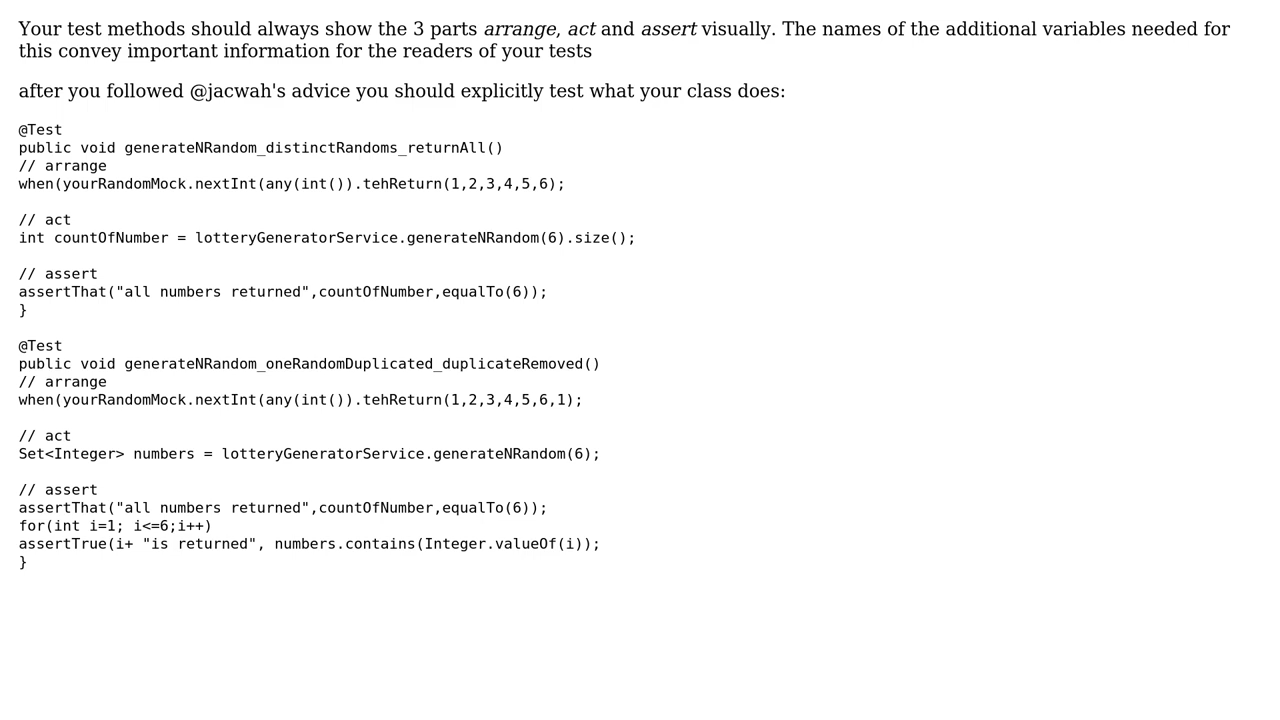 Your test methods should always show the 3 parts arrange, act and assert visually. The names of the additional variables needed for
this convey important information for the readers of your tests
after you followed @jacwah's advice you should explicitly test what your class does:
@Test
public void generateNRandom_distinctRandoms_returnAll()
// arrange
when(yourRandomMock.nextInt(any(int()).tehReturn(1,2,3,4,5,6);
// act
int countOfNumber = lotteryGeneratorService.generateNRandom(6).size();
// assert
assertThat("all numbers returned",countOfNumber,equalTo(6));
}
@Test
public void generateNRandom_oneRandomDuplicated_duplicateRemoved()
// arrange
when(yourRandomMock.nextInt(any(int()).tehReturn(1,2,3,4,5,6,1);
// act
Set<Integer> numbers = lotteryGeneratorService.generateNRandom(6);
// assert
assertThat("all numbers returned",countOfNumber,equalTo(6));
for(int i=1; i<=6;i++)
assertTrue(i+ "is returned", numbers.contains(Integer.valueOf(i));
}